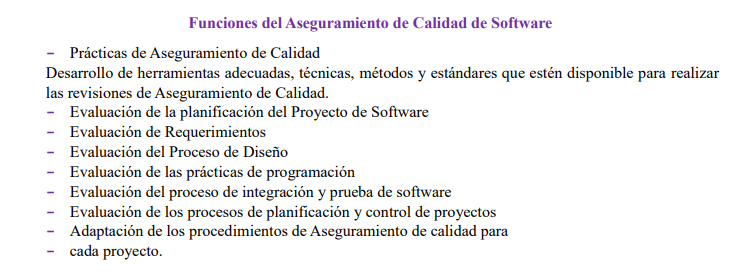 Funciones del Aseguramiento de Calidad de Software
– Prácticas de Aseguramiento de Calidad
Desarrollo de herramientas adecuadas, técnicas, métodos y estándares que estén disponible para realizar
las revisiones de Aseguramiento de Calidad.
– Evaluación de la planificación del Proyecto de Software
– Evaluación de Requerimientos
– Evaluación del Proceso de Diseño
– Evaluación de las prácticas de programación
– Evaluación del proceso de integración y prueba de software
– Evaluación de los procesos de planificación y control de proyectos
– Adaptación de los procedimientos de Aseguramiento de calidad para
– cada proyecto.